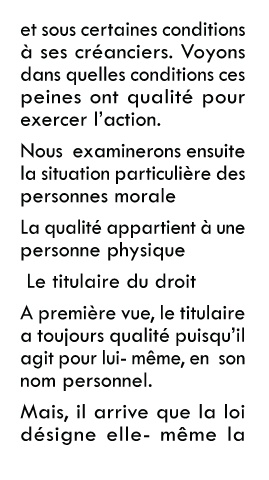 et sous certaines conditions
à ses créanciers. Voyons
dans quelles conditions ces
peines ont qualité pour
exercer l'action.
Nous examinerons ensuite
la situation particulière des
personnes morale
La qualité appartient à une
personne physique
Le titulaire du droit
A première vue, le titulaire
a toujours qualité puisqu'il
agit pour lui- même, en son
nom personnel.
Mais, il arrive que la loi
désigne elle- même la